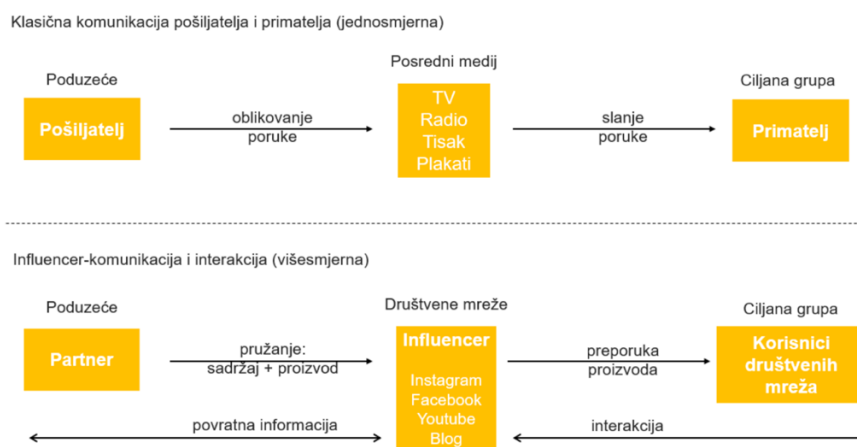 Klasična komunikacija pošiljatelja i primatelja (jednosmjerna)
Poduzeće
Pošiljatelj
oblikovanje
poruke
Posredni medij
TV
Radio
Tisak
Plakati
slanje
poruke
Ciljana grupa
Primatelj
Influencer-komunikacija i interakcija (višesmjerna)
Poduzeće
Partner
pružanje:
sadržaj + proizvod
povratna informacija
Društvene mreže
Influencer
Instagram
Facebook
Youtube
Blog
preporuka
proizvoda
interakcija
Ciljana grupa
Korisnici
društvenih
mreža